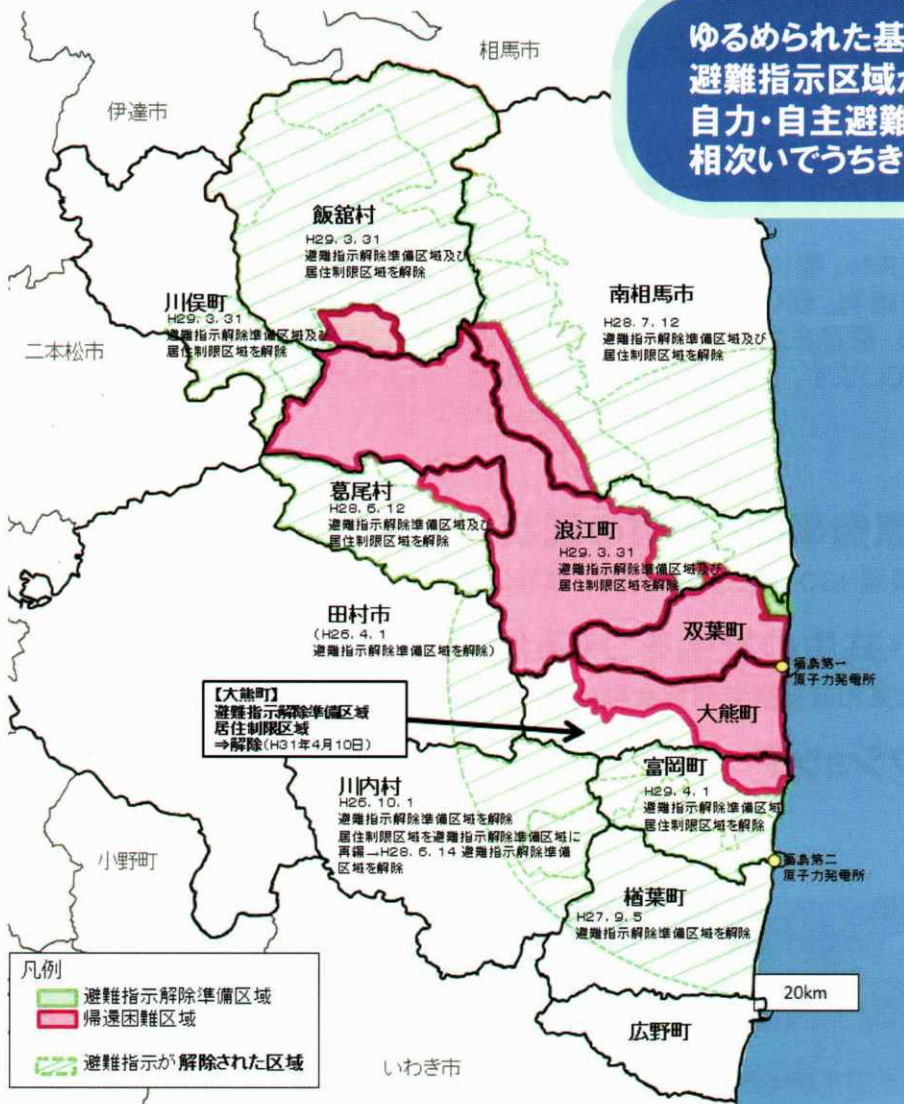 ゆるめられた基
避難指示区域
自力・自主避難
相次いでうちき
相馬市
伊達市
飯舘村
H29. 3. 31
避難指示解除準備区域及び
居住制限区域を解除
川俣町
H29. 3. 31
避難指示解除準備区域及び
居住制限区域を解除
二本松市
南相馬市
H28. 7. 12
避難指示解除準備区域及び
居住制限区域を解除
葛尾村
H28. 6. 12
避難指示解除準備区域及び
居住制限区域を解除
浪江町
H29. 3. 31
避難指示解除準備区域及び
居住制限区域を解除
田村市
(H26. 4. 1
避難指示解除準備区域を解除)
双葉町
福島第一
原子力発電所
大熊町
【大熊町】
避難指示解除準備区域
居住制限区域
⇒解除(H31年4月10日)
富岡町
H29. 4. 1
避難指示解除準備区域
居住制限区域を解除
川内村
H26. 10. 1
避難指示解除準備区域を解除
居住制限区域を避難指示解除準備区域に
再編→H28. 6. 14 避難指示解除準備
区域を解除
小野町
福島第二
原子力発電所
楢葉町
H27. 9. 5
避難指示解除準備区域を解除
凡例
避難指示解除準備区域
帰還困難区域
避難指示が解除された区域
20km
広野町
いわき市